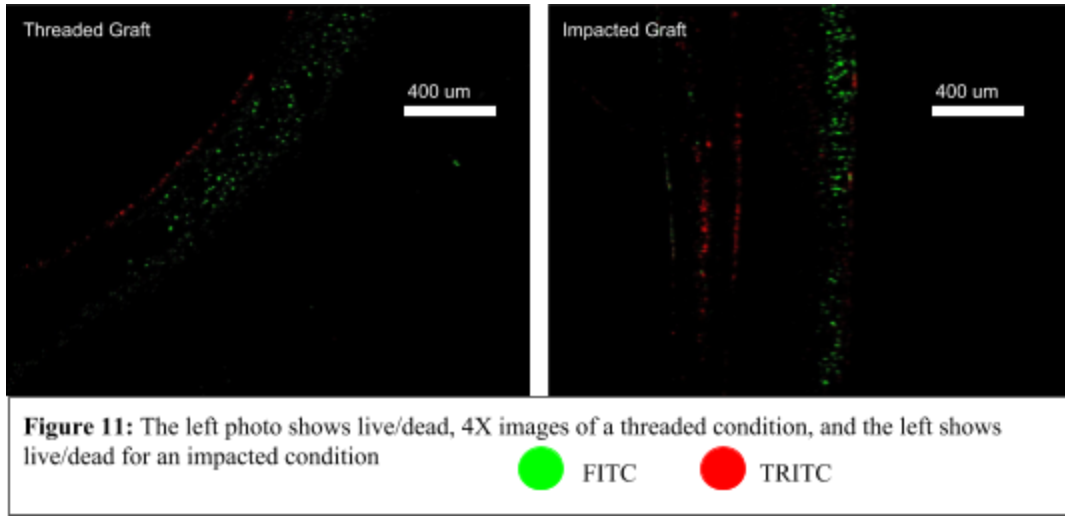 Threaded Graft
400 um
Impacted Graft
400 um
Figure 11: The left photo shows live/dead, 4X images of a threaded condition, and the left shows
live/dead for an impacted condition
FITC
TRITC